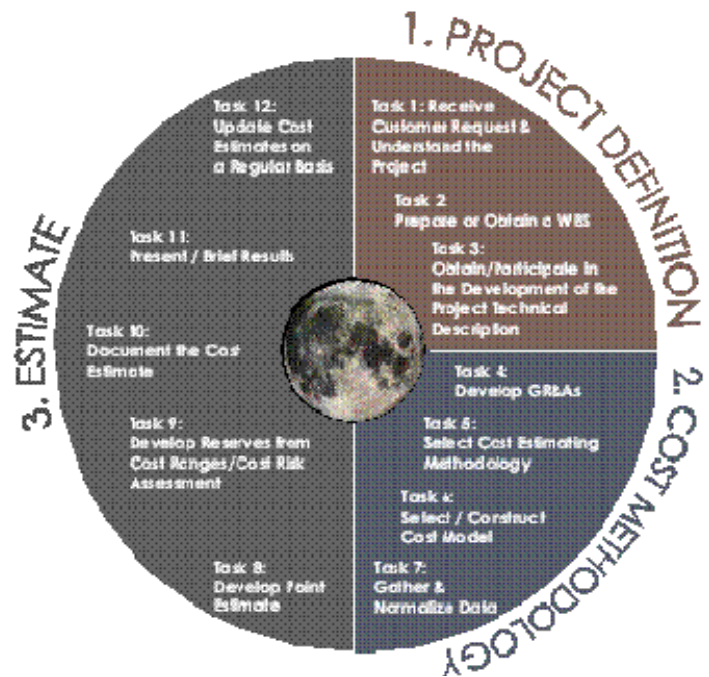 1. PROJECT DEFINITION
Task 1: Receive
Customer Request &
Understand the
Project
Task 2
Prepare or Obtain a WBS
Task 3:
Obtain/Participate in
the Development of the
Project Technical
Description
2. COST METHODOLOGY
Task 4:
Develop GR&As
Task 5:
Select Cost Estimating
Methodology
Task 6:
Select / Construct
Cost Model
Task 7:
Gather &
Normalize Data
3. ESTIMATE
Task 8:
Develop Point
Estimate
Task 9:
Develop Reserves from
Cost Ranges/Cost Risk
Assessment
Task 10:
Document the Cost
Estimate
Task 11:
Present / Brief Results
Task 12:
Update Cost
Estimates on
a Regular Basis